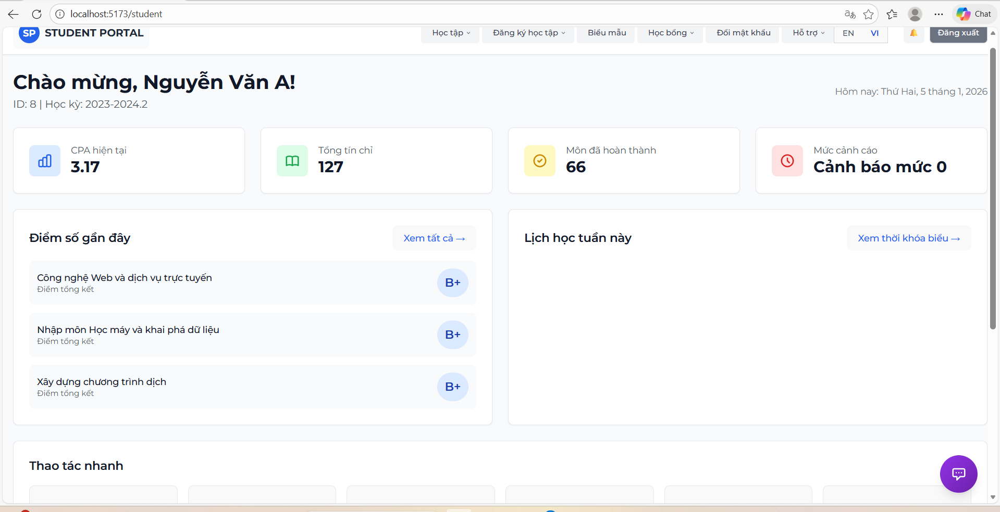 localhost:5173/student
Chat
SP STUDENT PORTAL
Học tập
Đăng ký học tập
Biểu mẫu
Học bổng
Đổi mật khẩu
Hỗ trợ
EN
VI
Đăng xuất
Chào mừng, Nguyễn Văn A!
ID: 8 | Học kỳ: 2023-2024.2
Hôm nay: Thứ Hai, 5 tháng 1, 2026
CPA hiện tại
3.17
Tổng tín chỉ
127
Môn đã hoàn thành
66
Mức cảnh cáo
Cảnh báo mức 0
Điểm số gần đây
Xem tất cả →
Công nghệ Web và dịch vụ trực tuyến
Điểm tổng kết
B+
Nhập môn Học máy và khai phá dữ liệu
Điểm tổng kết
B+
Xây dựng chương trình dịch
Điểm tổng kết
B+
Lịch học tuần này
Xem thời khóa biểu →
Thao tác nhanh